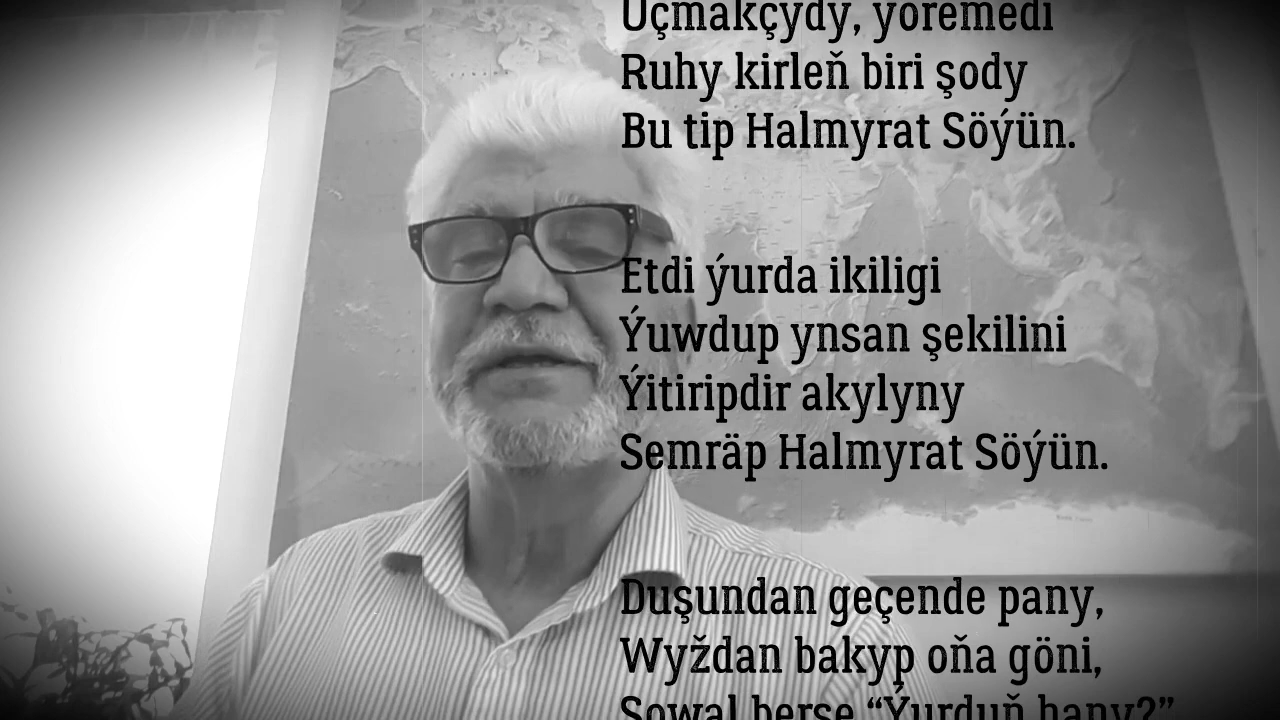 Uçmakçydy, ýöremedi
Ruhy kirleň biri şody
Bu tip Halmyrat Söýün.
Etdi ýurda ikiligi
Ýuwdup ynsan şekilini
Ýitiripdir akylyny
Semräp Halmyrat Söýün.
Duşundan geçende pany,
Wyždan bakyp oňa göni,
Sowal berse “Ýurduň hany?”